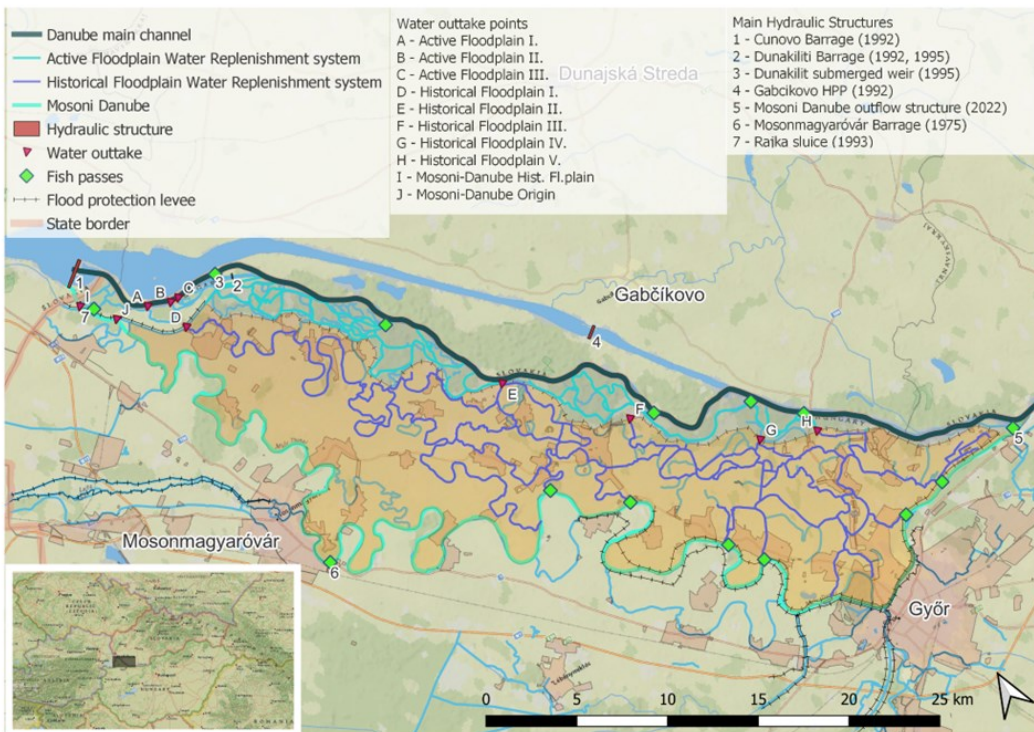 Danube main channel
Active Floodplain Water Replenishment system
Historical Floodplain Water Replenishment system
Mosoni Danube
Hydraulic structure
Water outtake
Fish passes
Flood protection levee
State border
Water outtake points
A - Active Floodplain I.
B - Active Floodplain II.
C - Active Floodplain III.
D - Historical Floodplain I.
E - Historical Floodplain II.
F - Historical Floodplain III.
G - Historical Floodplain IV.
H - Historical Floodplain V.
I - Mosoni-Danube Hist. Fl.plain
J - Mosoni-Danube Origin
Main Hydraulic Structures
1 - Cunovo Barrage (1992)
2 - Dunakiliti Barrage (1992, 1995)
3 - Dunakilit submerged weir (1995)
4 - Gabcikovo HPP (1992)
5 - Mosoni Danube outflow structure (2022)
6 - Mosonmagyaróvár Barrage (1975)
7 - Rajka sluice (1993)
Dunajská Streda
1
I
7
J
A
B
C
D
3
2
Gabčíkovo
4
SLOVAKIA
E
F
G
H
HUNGARY
5
Mosonmagyaróvár
6
Győr
0 5 10 15 20 25 km